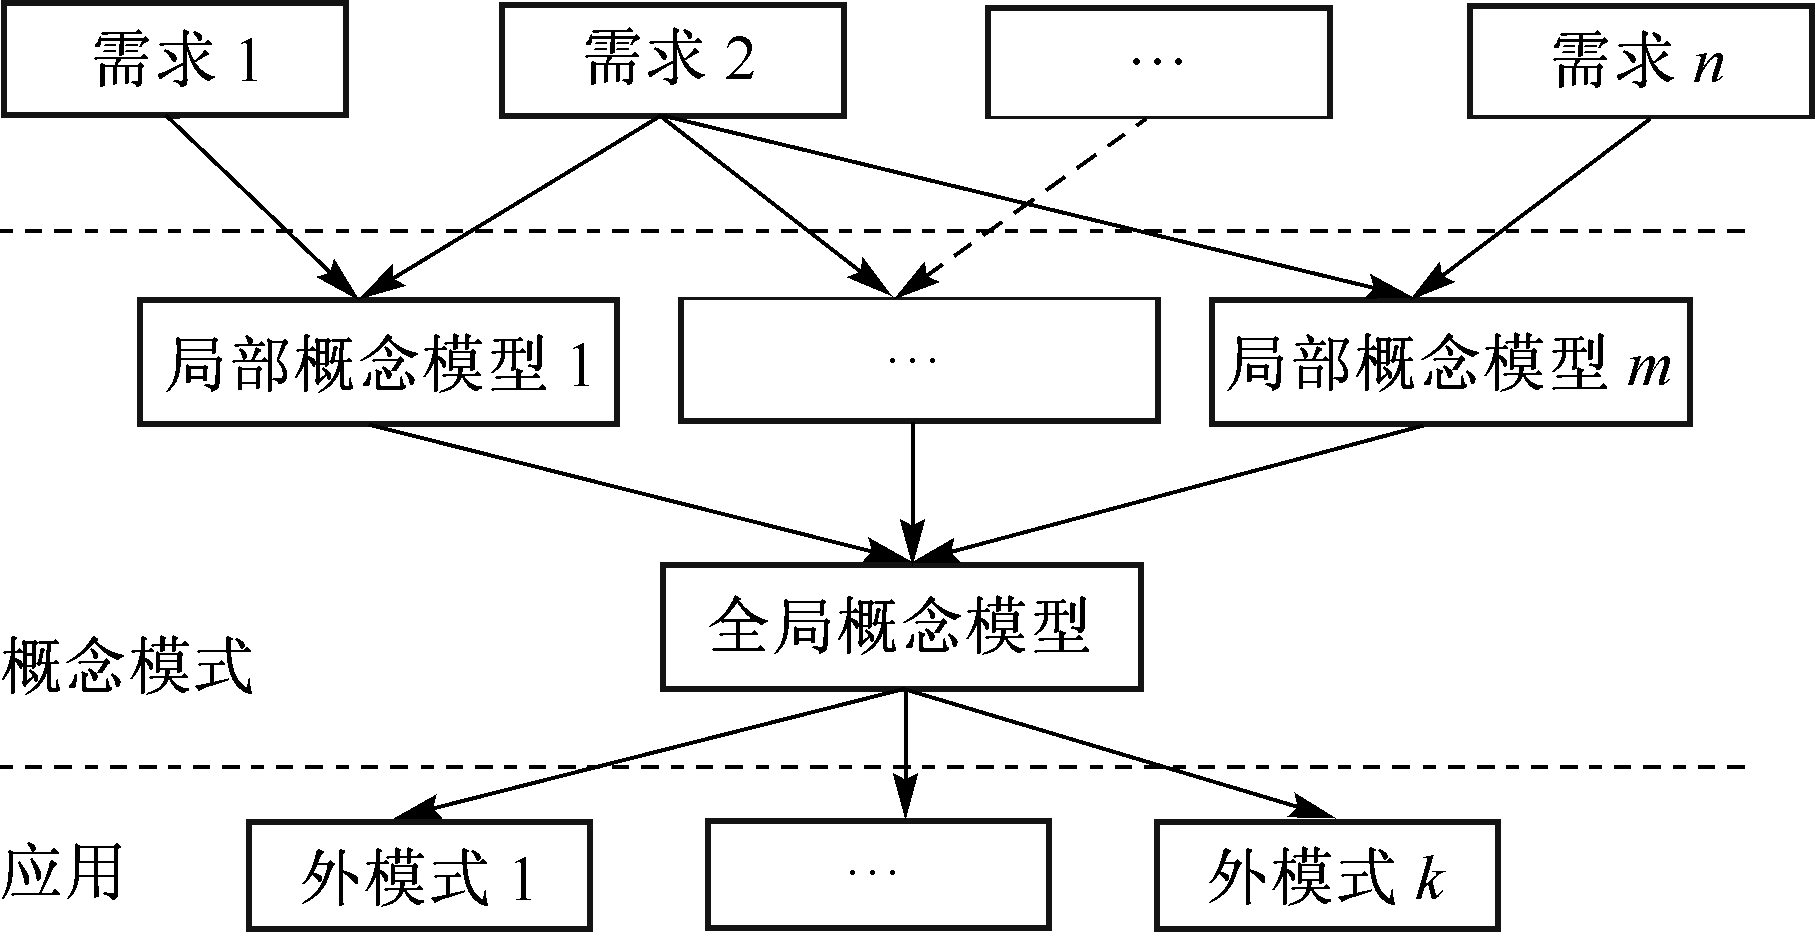 需求 1
需求 2
…
需求 n
局部概念模型 1
…
局部概念模型 m
全局概念模型
概念模式
应用
外模式 1
…
外模式 k